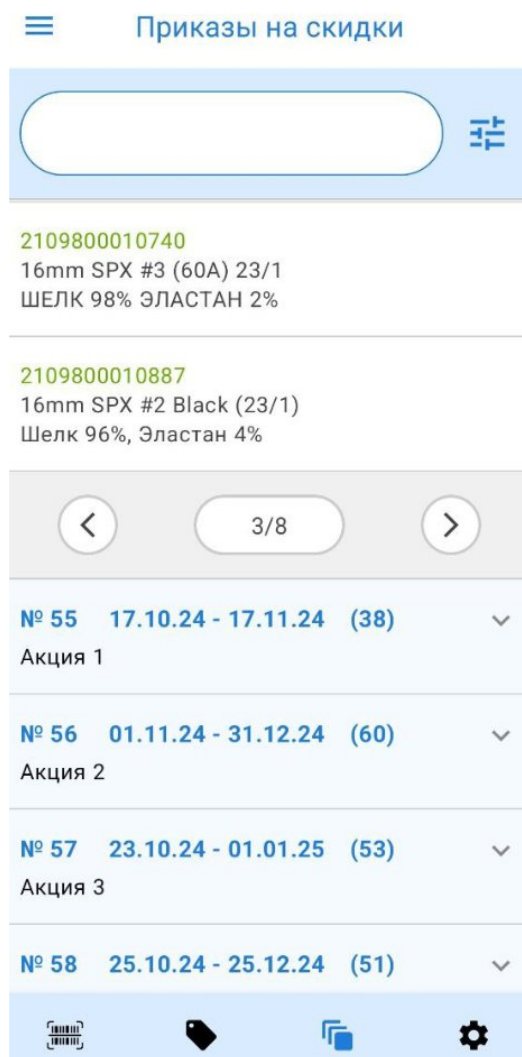 Приказы на скидки
2109800010740
16mm SPX #3 (60A) 23/1
ШЕЛК 98% ЭЛАСТАН 2%
2109800010887
16mm SPX #2 Black (23/1)
Шелк 96%, Эластан 4%
3/8
№ 55 17.10.24 - 17.11.24 (38)
Акция 1
№ 56 01.11.24 - 31.12.24 (60)
Акция 2
№ 57 23.10.24 - 01.01.25 (53)
Акция 3
№ 58 25.10.24 - 25.12.24 (51)